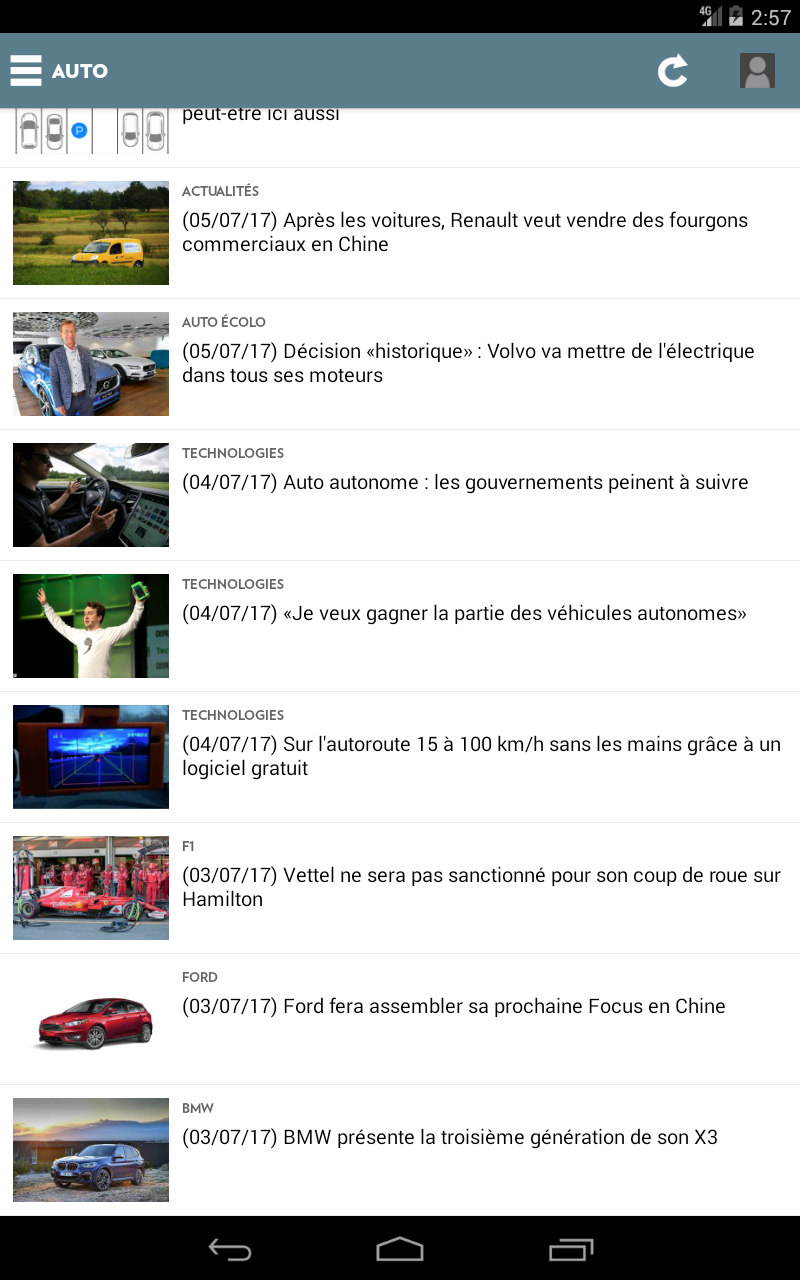 4G 2:57
AUTO
P
peut-être ici aussi
ACTUALITÉS
(05/07/17) Après les voitures, Renault veut vendre des fourgons
commerciaux en Chine
AUTO ÉCOLO
(05/07/17) Décision «historique» : Volvo va mettre de l'électrique
dans tous ses moteurs
TECHNOLOGIES
(04/07/17) Auto autonome : les gouvernements peinent à suivre
TECHNOLOGIES
(04/07/17) «Je veux gagner la partie des véhicules autonomes»
TECHNOLOGIES
(04/07/17) Sur l'autoroute 15 à 100 km/h sans les mains grâce à un
logiciel gratuit
F1
(03/07/17) Vettel ne sera pas sanctionné pour son coup de roue sur
Hamilton
FORD
(03/07/17) Ford fera assembler sa prochaine Focus en Chine
BMW
(03/07/17) BMW présente la troisième génération de son X3